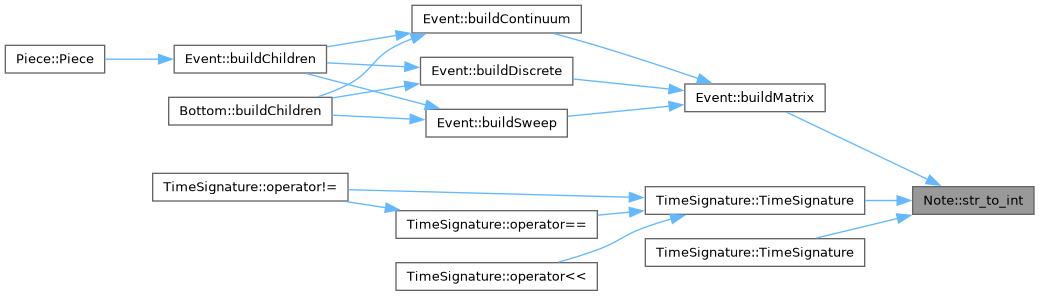 Piece::Piece
Event::buildChildren
Bottom::buildChildren
Event::buildContinuum
Event::buildDiscrete
Event::buildSweep
Event::buildMatrix
Note::str_to_int
TimeSignature::operator!=
TimeSignature::operator==
TimeSignature::operator<<
TimeSignature::TimeSignature
TimeSignature::TimeSignature